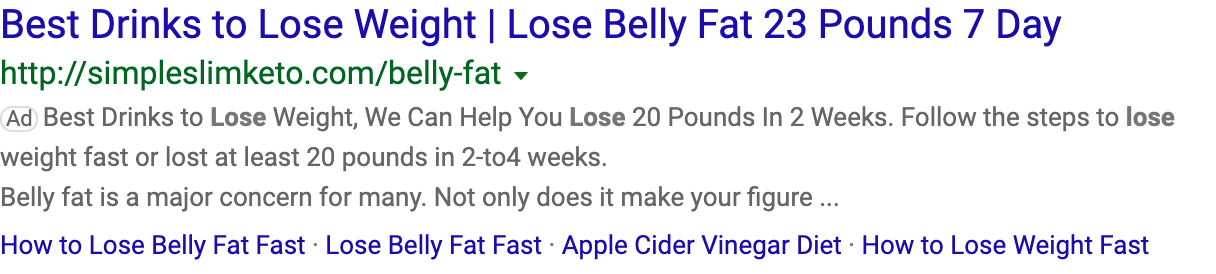 Best Drinks to Lose Weight | Lose Belly Fat 23 Pounds 7 Day
http://simpleslimketo.com/belly-fat
Ad Best Drinks to Lose Weight, We Can Help You Lose 20 Pounds In 2 Weeks. Follow the steps to lose
weight fast or lost at least 20 pounds in 2-to4 weeks.
Belly fat is a major concern for many. Not only does it make your figure ...
How to Lose Belly Fat Fast · Lose Belly Fat Fast · Apple Cider Vinegar Diet · How to Lose Weight Fast